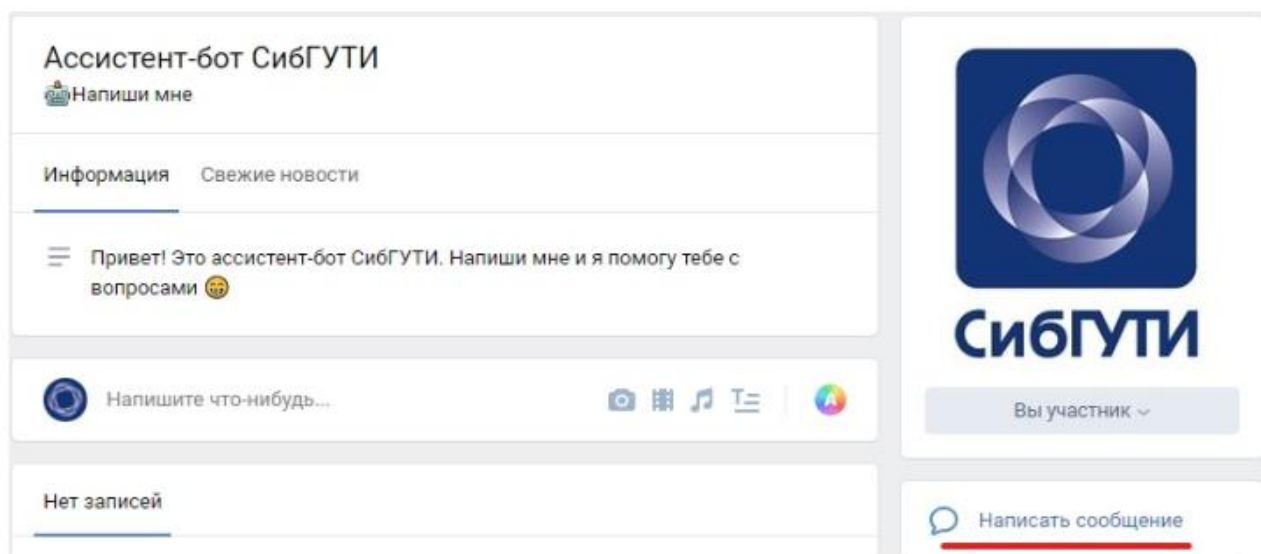 Ассистент-бот СибГУТИ
🤖Напиши мне
Информация Свежие новости
Привет! Это ассистент-бот СибГУТИ. Напиши мне и я помогу тебе с
вопросами 😁
Напишите что-нибудь...
A
Нет записей
СибГУТИ
Вы участник
Написать сообщение